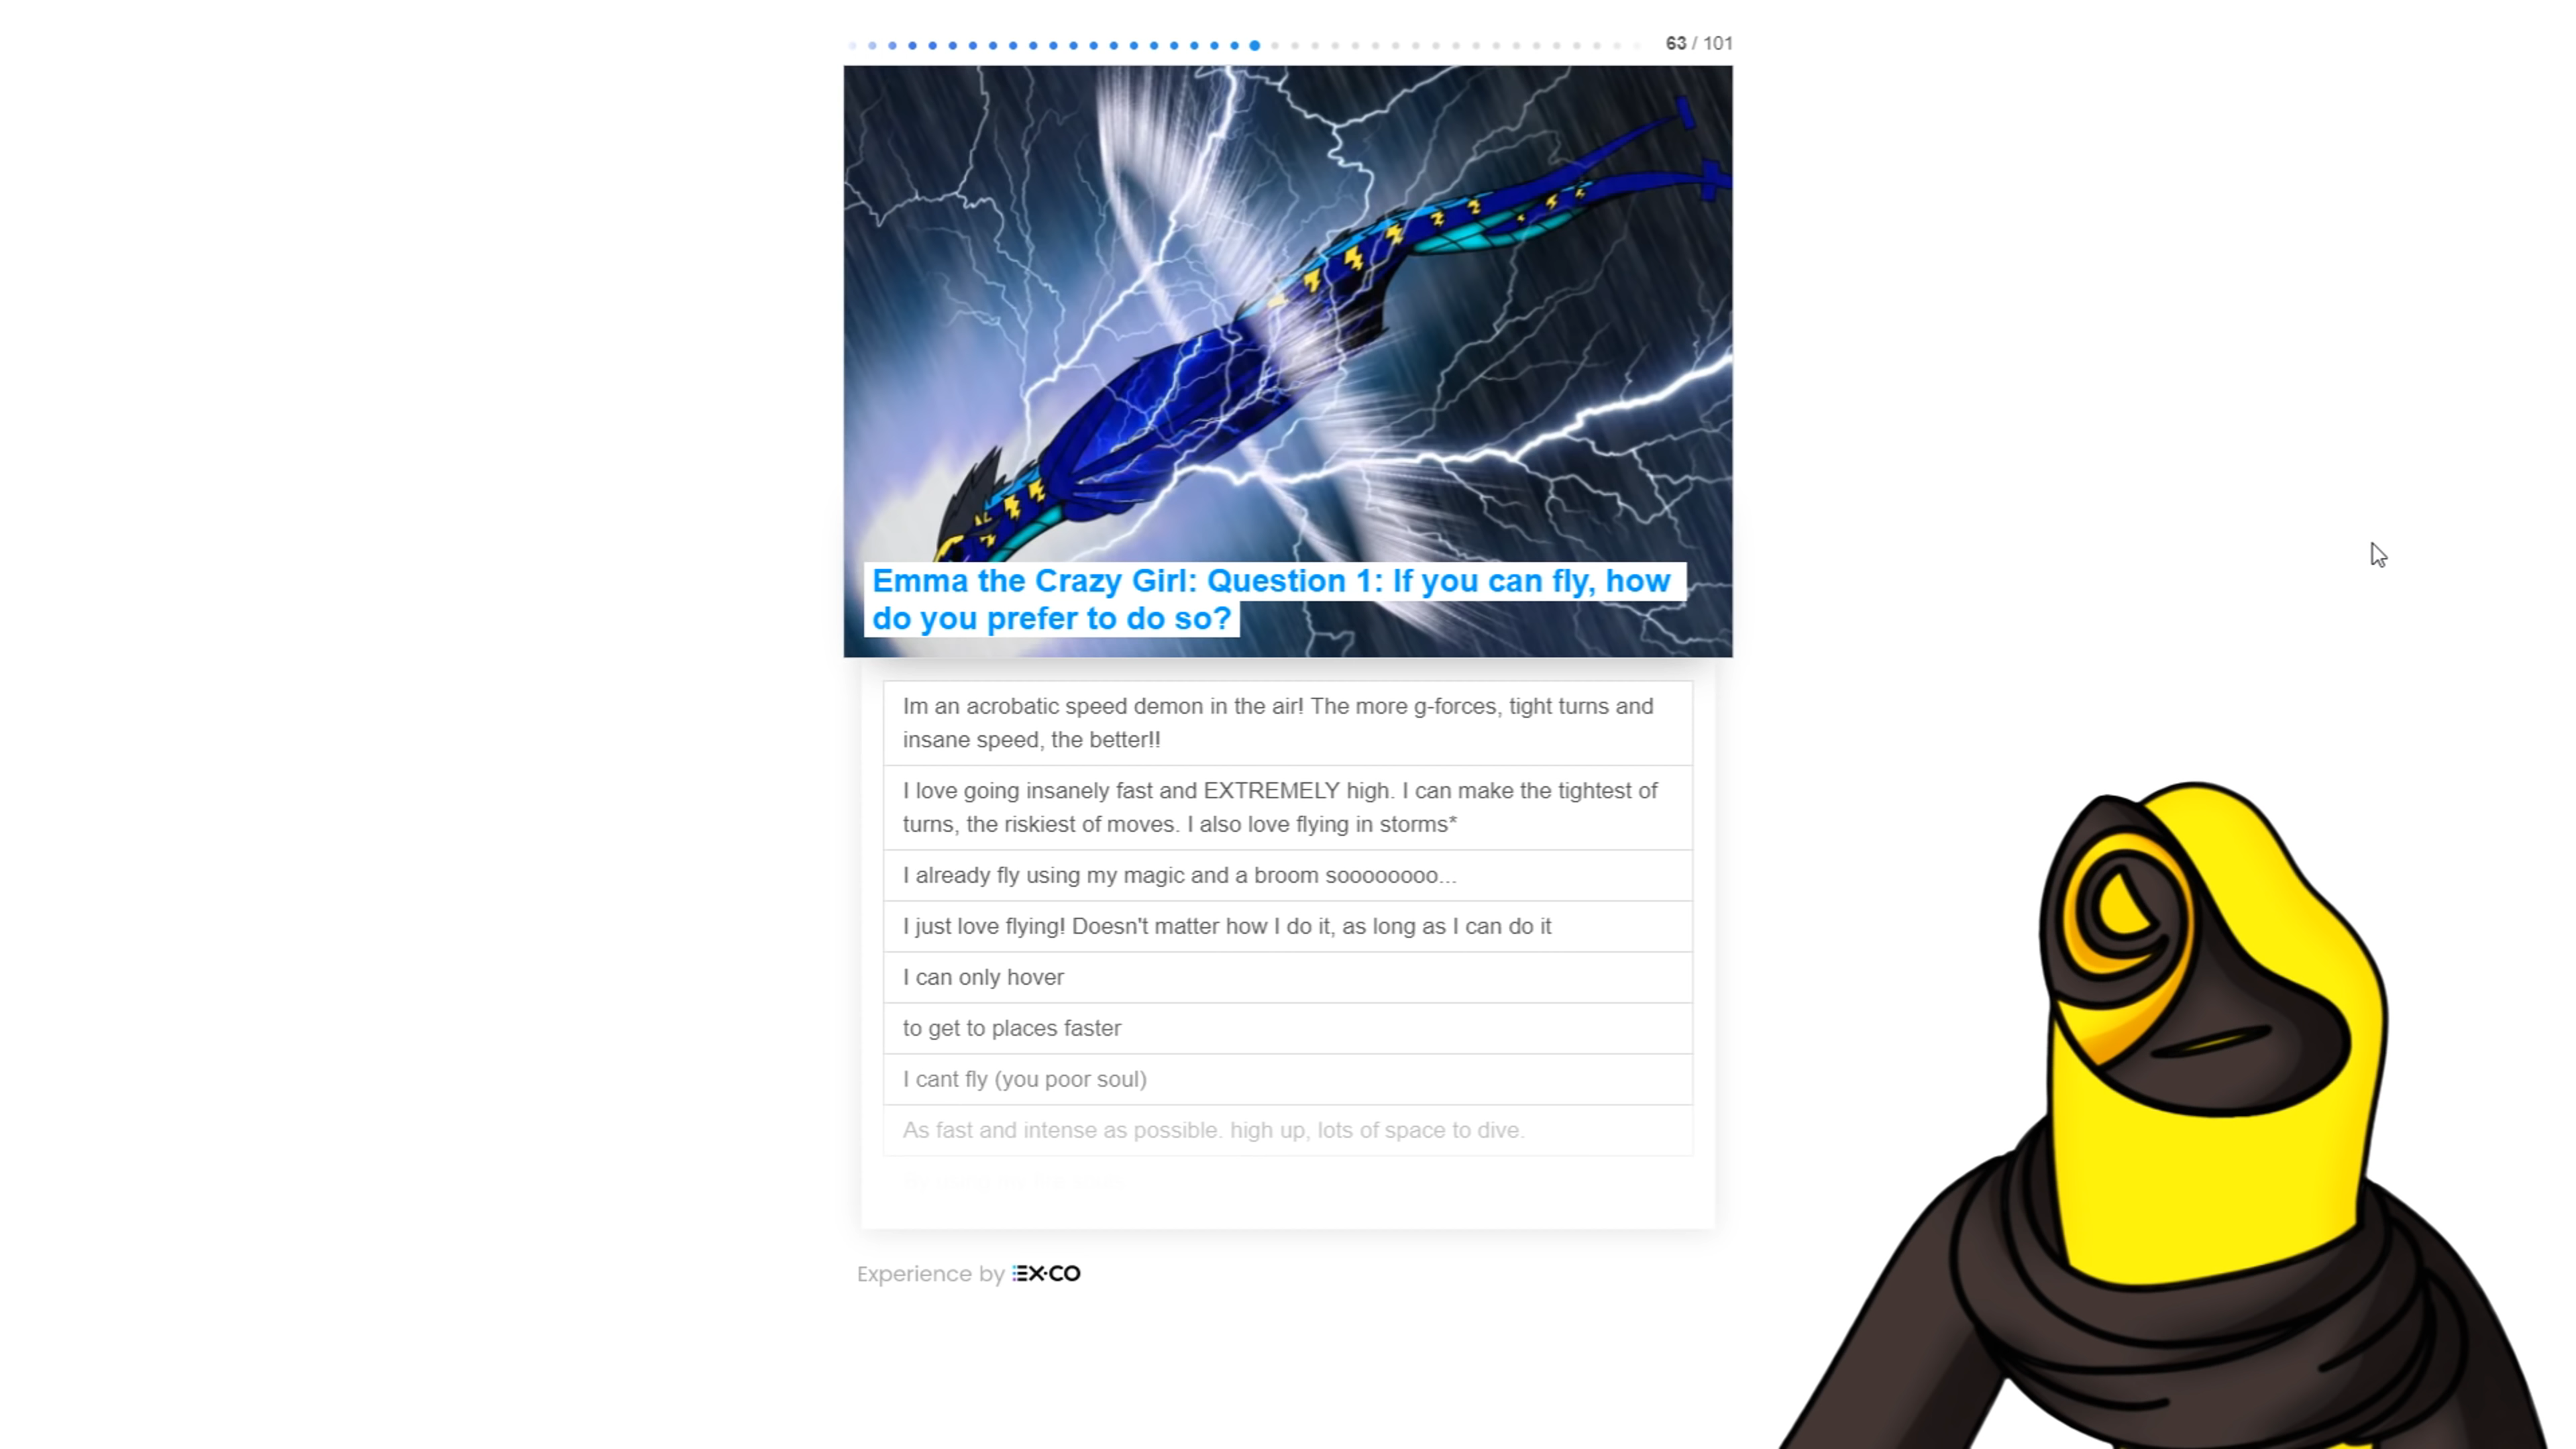 63 / 101
Emma the Crazy Girl: Question 1: If you can fly, how
do you prefer to do so?
Im an acrobatic speed demon in the air! The more g-forces, tight turns and
insane speed, the better!!
I love going insanely fast and EXTREMELY high. I can make the tightest of
turns, the riskiest of moves. I also love flying in storms*
I already fly using my magic and a broom soooooooo...
I just love flying! Doesn't matter how I do it, as long as I can do it
I can only hover
to get to places faster
I cant fly (you poor soul)
As fast and intense as possible. high up, lots of space to dive.
Experience by EX·CO